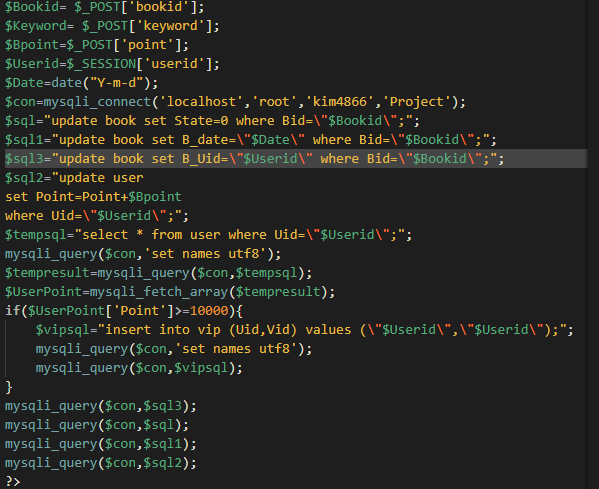 $Bookid= $_POST['bookid'];
$Keyword= $_POST['keyword'];
$Bpoint=$_POST['point'];
$Userid=$_SESSION['userid'];
$Date=date("Y-m-d");
$con=mysqli_connect('localhost','root','kim4866','Project');
$sql="update book set State=0 where Bid=\"$Bookid\";";
$sql1="update book set B_date=\"$Date\" where Bid=\"$Bookid\";";
$sql3="update book set B_Uid=\"$Userid\" where Bid=\"$Bookid\";";
$sql2="update user
set Point=Point+$Bpoint
where Uid=\"$Userid\";";
$tempsql="select * from user where Uid=\"$Userid\";";
mysqli_query($con,'set names utf8');
$tempresult=mysqli_query($con,$tempsql);
$UserPoint=mysqli_fetch_array($tempresult);
if($UserPoint['Point']>=10000){
    $vipsql="insert into vip (Uid,Vid) values (\"$Userid\",\"$Userid\");";
    mysqli_query($con,'set names utf8');
    mysqli_query($con,$vipsql);
}
mysqli_query($con,$sql3);
mysqli_query($con,$sql);
mysqli_query($con,$sql1);
mysqli_query($con,$sql2);
?>